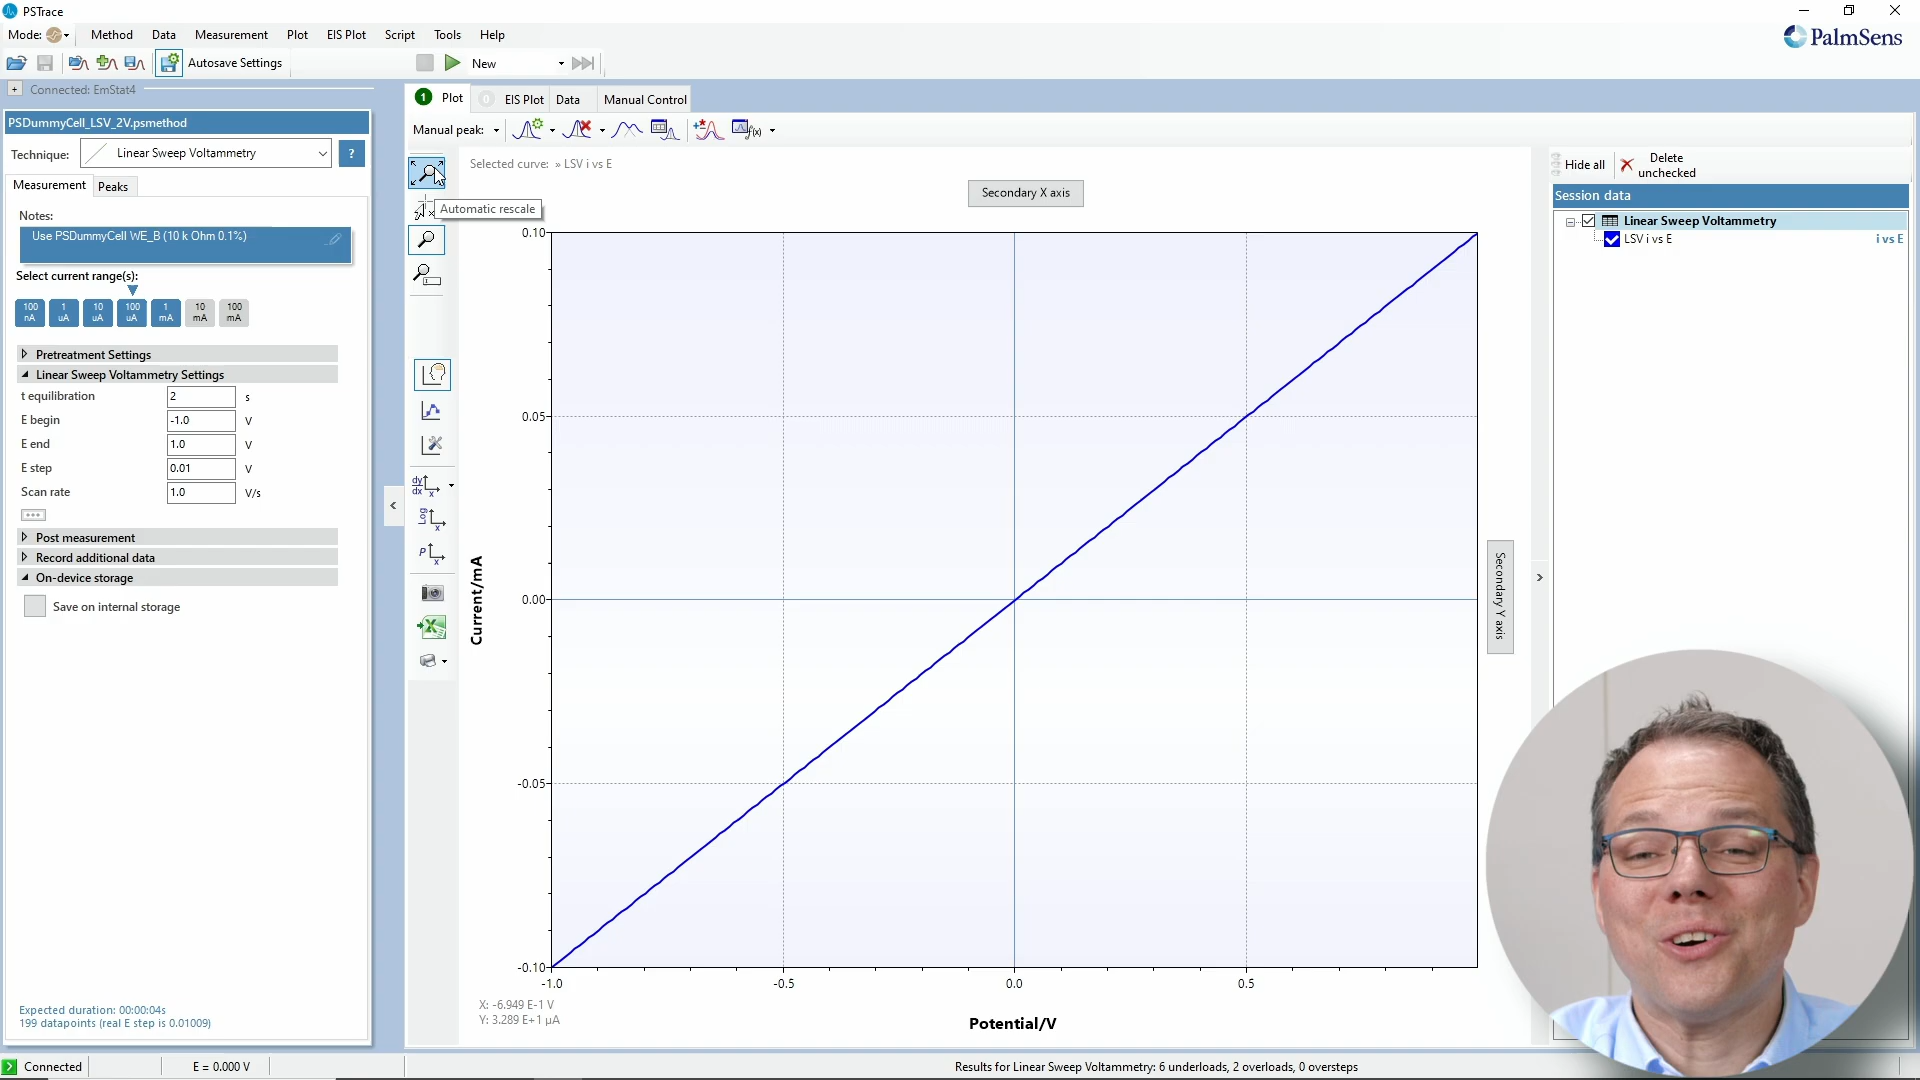 PSTrace
Mode:
Method
Data
Measurement
Plot
EIS Plot
Script
Tools
Help
PalmSens
Autosave Settings
New
Connected: EmStat4
PSDummyCell_LSV_2V.psmethod
Technique:
Linear Sweep Voltammetry
?
Measurement
Peaks
Notes:
Use PSDummyCell WE_B (10 k Ohm 0.1%)
Select current range(s):
100 nA
1 uA
10 uA
100 uA
1 mA
10 mA
100 mA
Pretreatment Settings
Linear Sweep Voltammetry Settings
t equilibration 2 s
E begin -1.0 V
E end 1.0 V
E step 0.01 V
Scan rate 1.0 V/s
Post measurement
Record additional data
On-device storage
Save on internal storage
Expected duration: 00:00:04s
199 datapoints (real E step is 0.01009)
1 Plot
0 EIS Plot
Data
Manual Control
Manual peak:
f(x)
Selected curve: » LSV i vs E
Automatic rescale
dy/dx x
Log x
P x
Secondary X axis
0.10
0.05
0.00
-0.05
-0.10
Current/mA
-1.0
-0.5
0.0
0.5
Potential/V
X: -6.949 E-1 V
Y: 3.289 E+1 µA
Secondary Y axis
Hide all
Delete unchecked
Session data
Linear Sweep Voltammetry
LSV i vs E
i vs E
Connected
E = 0.000 V
Results for Linear Sweep Voltammetry: 6 underloads, 2 overloads, 0 oversteps